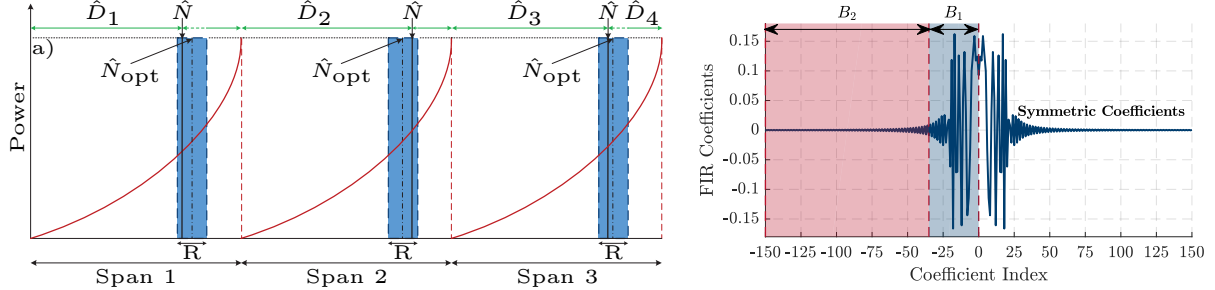 D̂₁ N̂ D̂₂ N̂ D̂₃ N̂ D̂₄
a)
N̂opt N̂opt N̂opt
Power
R R R
Span 1 Span 2 Span 3
B₂ B₁
0.15
0.1
0.05
0
-0.05
-0.1
-0.15
Symmetric Coefficients
FIR Coefficients
-150 -125 -100 -75 -50 -25 0 25 50 75 100 125 150
Coefficient Index